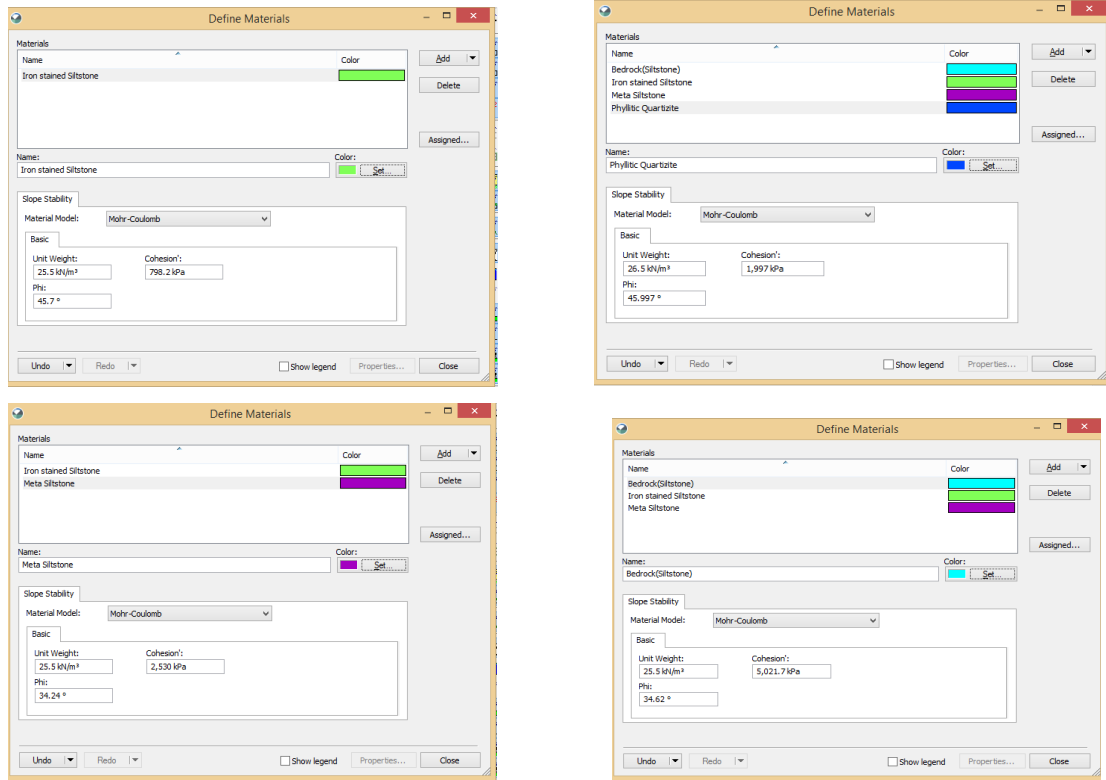 Define Materials
Materials
Name Color
Iron stained Siltstone
Add
Delete
Assigned...
Name: Color:
Iron stained Siltstone Set...
Slope Stability
Material Model: Mohr-Coulomb
Basic
Unit Weight: Cohesion':
25.5 kN/m³ 798.2 kPa
Phi:
45.7 °
Undo Redo Show legend Properties... Close
Define Materials
Materials
Name Color
Bedrock(Siltstone)
Iron stained Siltstone
Meta Siltstone
Phyllitic Quartizite
Add
Delete
Assigned...
Name: Color:
Phyllitic Quartizite Set...
Slope Stability
Material Model: Mohr-Coulomb
Basic
Unit Weight: Cohesion':
26.5 kN/m³ 1,997 kPa
Phi:
45.997 °
Undo Redo Show legend Properties... Close
Define Materials
Materials
Name Color
Iron stained Siltstone
Meta Siltstone
Add
Delete
Assigned...
Name: Color:
Meta Siltstone Set...
Slope Stability
Material Model: Mohr-Coulomb
Basic
Unit Weight: Cohesion':
25.5 kN/m³ 2,530 kPa
Phi:
34.24 °
Undo Redo Show legend Properties... Close
Define Materials
Materials
Name Color
Bedrock(Siltstone)
Iron stained Siltstone
Meta Siltstone
Add
Delete
Assigned...
Name: Color:
Bedrock(Siltstone) Set...
Slope Stability
Material Model: Mohr-Coulomb
Basic
Unit Weight: Cohesion':
25.5 kN/m³ 5,021.7 kPa
Phi:
34.62 °
Undo Redo Show legend Properties... Close